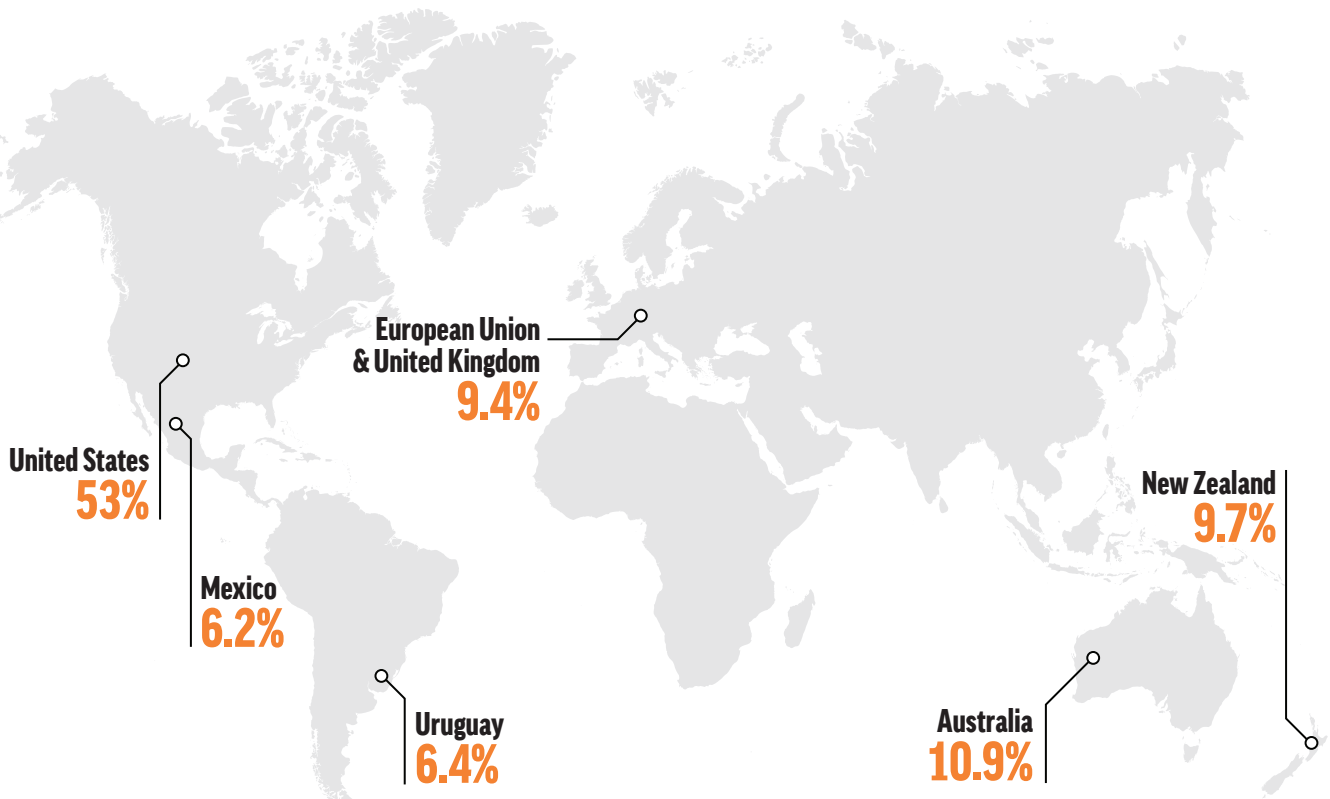 European Union
& United Kingdom
9.4%
United States
53%
New Zealand
9.7%
Mexico
6.2%
Uruguay
6.4%
Australia
10.9%